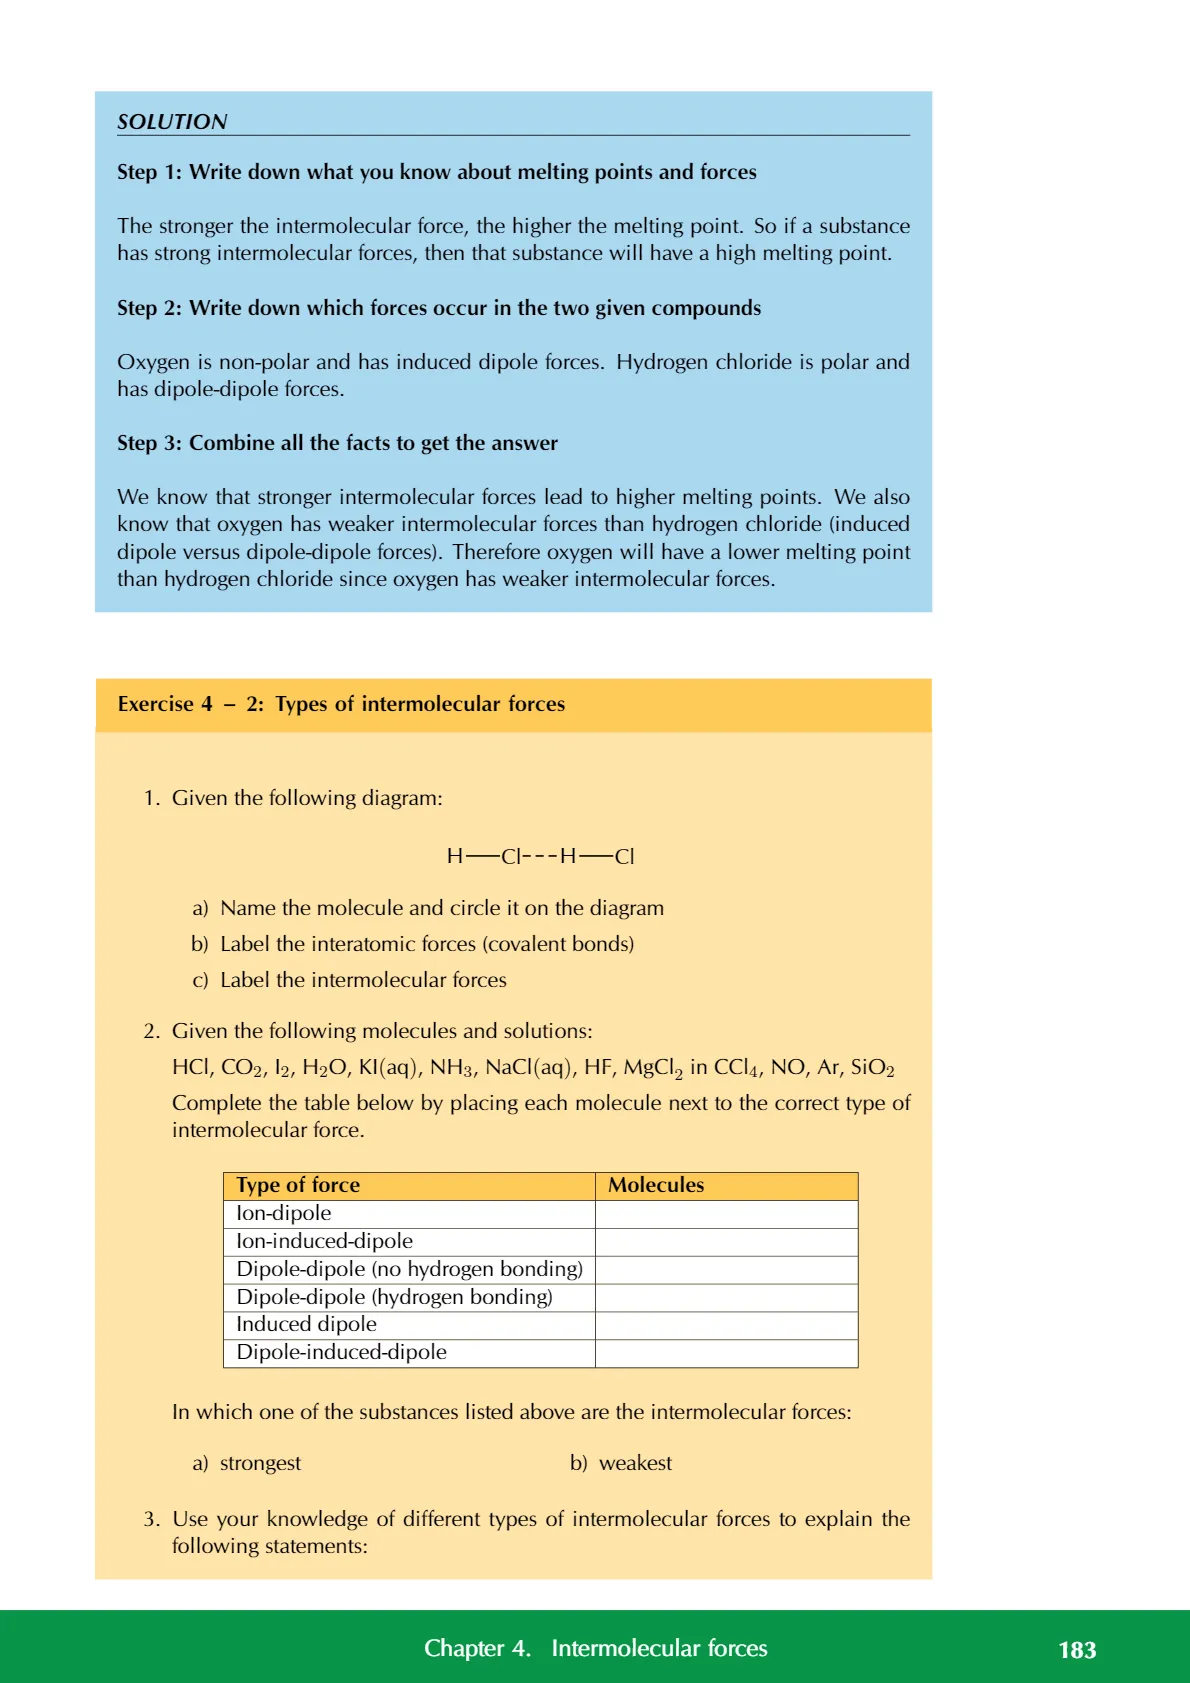 SOLUTION
Step 1: Write down what you know about melting points and forces
The stronger the intermolecular force, the higher the melting point. So if a substance
has strong intermolecular forces, then that substance will have a high melting point.
Step 2: Write down which forces occur in the two given compounds
Oxygen is non-polar and has induced dipole forces. Hydrogen chloride is polar and
has dipole-dipole forces.
Step 3: Combine all the facts to get the answer
We know that stronger intermolecular forces lead to higher melting points. We also
know that oxygen has weaker intermolecular forces than hydrogen chloride (induced
dipole versus dipole-dipole forces). Therefore oxygen will have a lower melting point
than hydrogen chloride since oxygen has weaker intermolecular forces.
Exercise 4 – 2: Types of intermolecular forces
1. Given the following diagram:
H—Cl---H—Cl
a) Name the molecule and circle it on the diagram
b) Label the interatomic forces (covalent bonds)
c) Label the intermolecular forces
2. Given the following molecules and solutions:
HCl, CO₂, I₂, H₂O, KI(aq), NH₃, NaCl(aq), HF, MgCl₂ in CCl₄, NO, Ar, SiO₂
Complete the table below by placing each molecule next to the correct type of
intermolecular force.
Type of force Molecules
Ion-dipole
Ion-induced-dipole
Dipole-dipole (no hydrogen bonding)
Dipole-dipole (hydrogen bonding)
Induced dipole
Dipole-induced-dipole
In which one of the substances listed above are the intermolecular forces:
a) strongest b) weakest
3. Use your knowledge of different types of intermolecular forces to explain the
following statements:
Chapter 4. Intermolecular forces 183